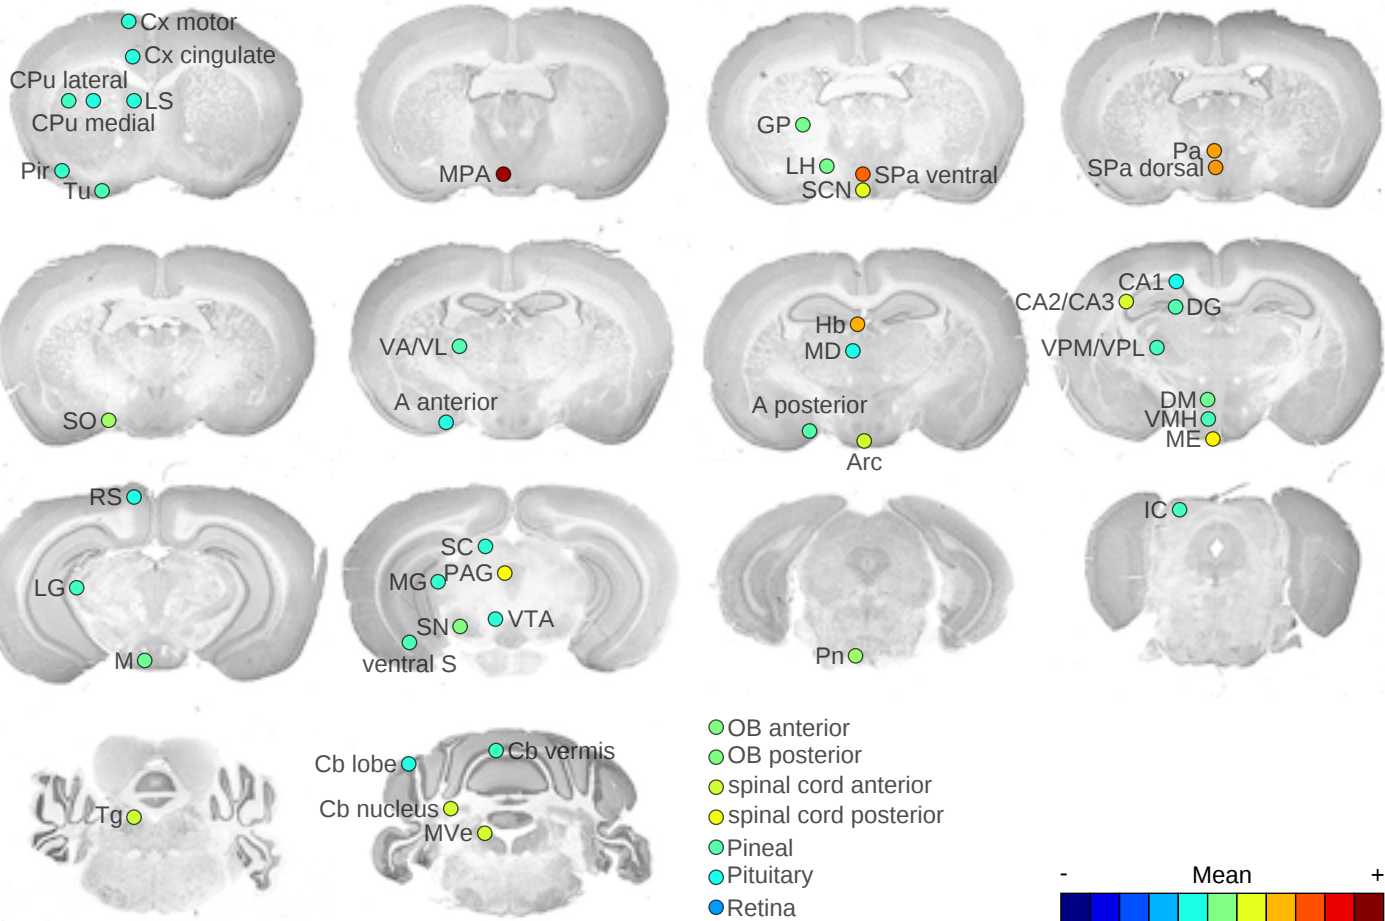 Cx motor
Cx cingulate
CPu lateral
LS
CPu medial
Pir
Tu
MPA
GP
LH
SPa ventral
SCN
Pa
SPa dorsal
SO
VA/VL
A anterior
Hb
MD
A posterior
Arc
CA1
CA2/CA3
DG
VPM/VPL
DM
VMH
ME
RS
LG
M
SC
PAG
MG
VTA
SN
ventral S
Pn
IC
Tg
Cb vermis
Cb lobe
Cb nucleus
MVe
OB anterior
OB posterior
spinal cord anterior
spinal cord posterior
Pineal
Pituitary
Retina
- Mean +